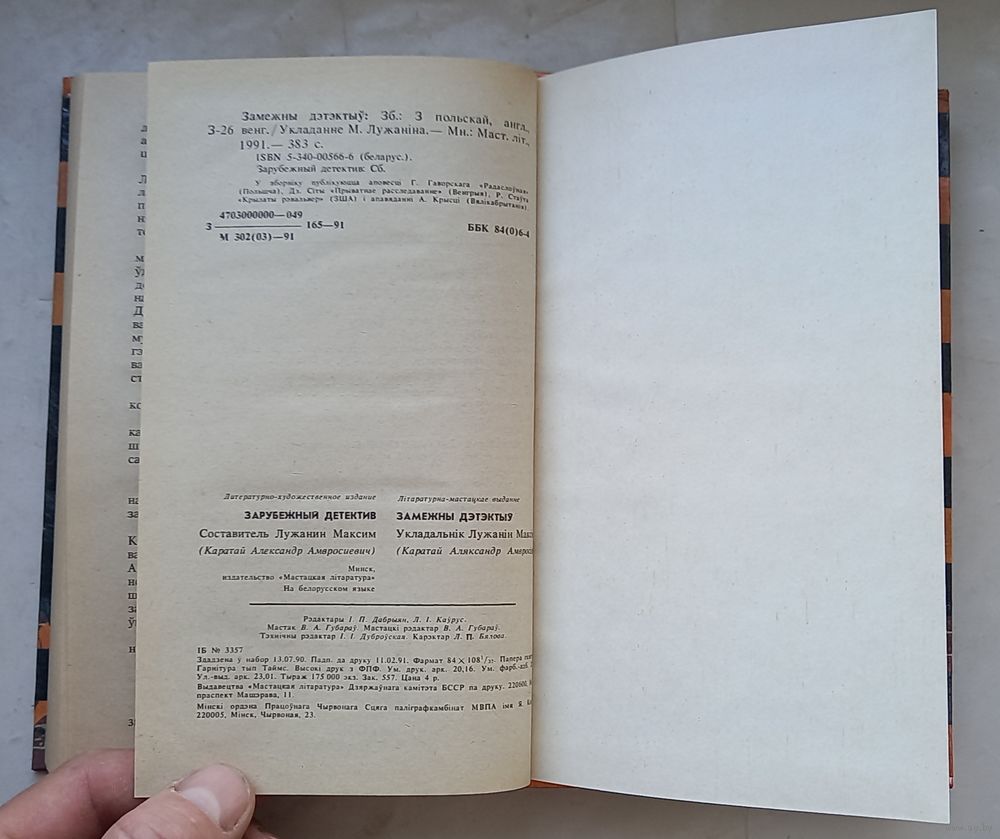 Замежны дэтэктыў: Зб.: З польскай, англ.,
З-26 венг./Укладанне М. Лужаніна.— Мн.: Маст. літ.,
1991.— 383 с.
ISBN 5-340-00566-6 (беларус.).
Зарубежный детектив: Сб.
У зборніку публікуюцца аповесці Г. Гаворскага «Радаслоўная»
(Польшча), Дз. Сіты «Прыватнае расследаванне» (Венгрыя), Р. Стаўта
«Крылаты рэвальвер» (ЗША) і апавяданні А. Крысці (Вялікабрытанія).
4703000000—049
З 165—91
М 302(03)—91
ББК 84(0)6-4
Литературно-художественное издание
ЗАРУБЕЖНЫЙ ДЕТЕКТИВ
Составитель Лужанин Максим
(Каратай Александр Амвросиевич)
Минск,
издательство «Мастацкая літаратура»
На белорусском языке
Літаратурна-мастацкае выданне
ЗАМЕЖНЫ ДЭТЭКТЫЎ
Укладальнік Лужанін
(Каратай Аляксандр
Рэдактары І. П. Дабрыян, Л. І. Каўрус.
Мастак В. А. Губараў. Мастацкі рэдактар В. А. Губараў.
Тэхнічны рэдактар І. І. Дуброўская. Карэктар Л. П. Бялова.
ІБ № 3357
Здадзена ў набор 13.07.90. Падп. да друку 11.02.91. Фармат 84×108¹/₃₂. Папера
Гарнітура тып Таймс. Высокі друк з ФПФ. Ум. друк. арк. 20,16. Ум. фарб.-адб.
Ул.-выд. арк. 23,01. Тыраж 175 000 экз. Зак. 557. Цана 4 р.
Выдавецтва «Мастацкая літаратура» Дзяржаўнага камітэта БССР па друку. 220600,
праспект Машэрава, 11.
Мінскі ордэна Працоўнага Чырвонага Сцяга паліграфкамбінат МВПА імя Я.
220005, Мінск, Чырвоная, 23.